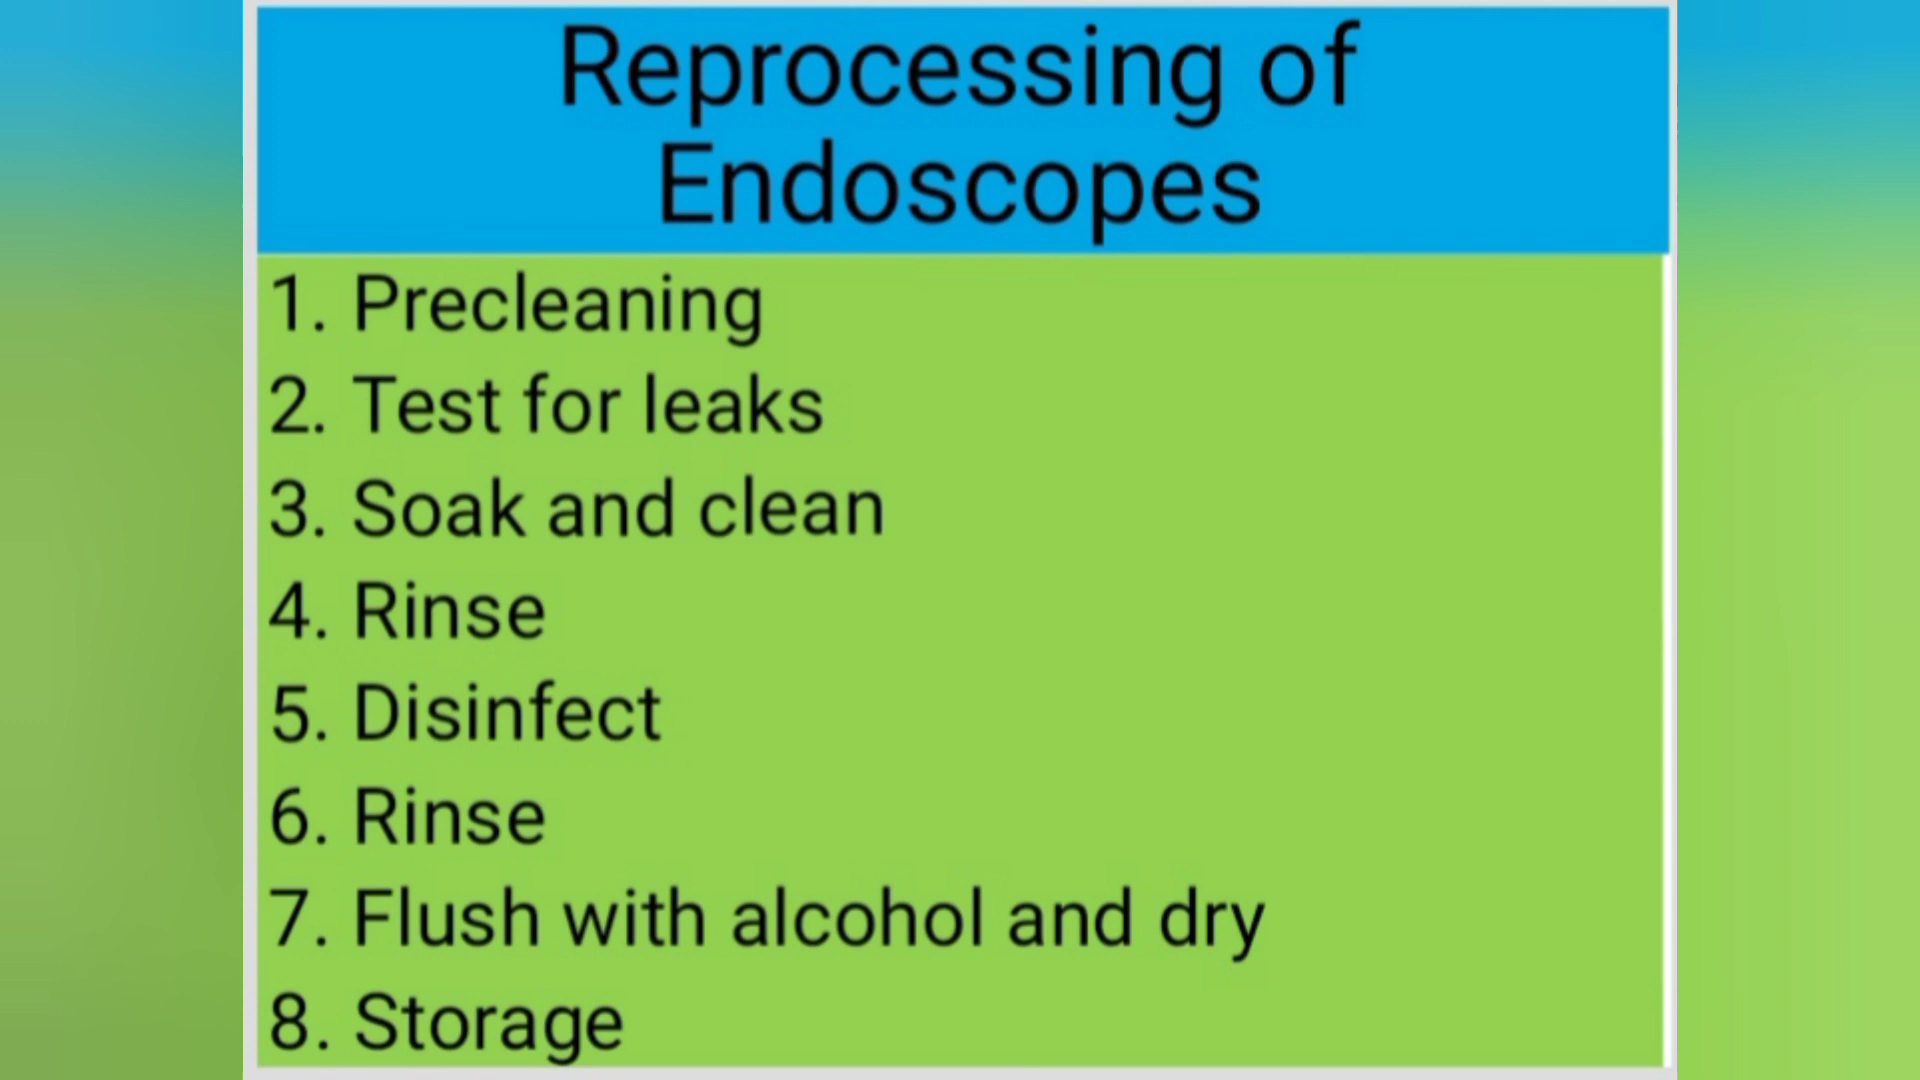 Reprocessing of
Endoscopes
1. Precleaning
2. Test for leaks
3. Soak and clean
4. Rinse
5. Disinfect
6. Rinse
7. Flush with alcohol and dry
8. Storage